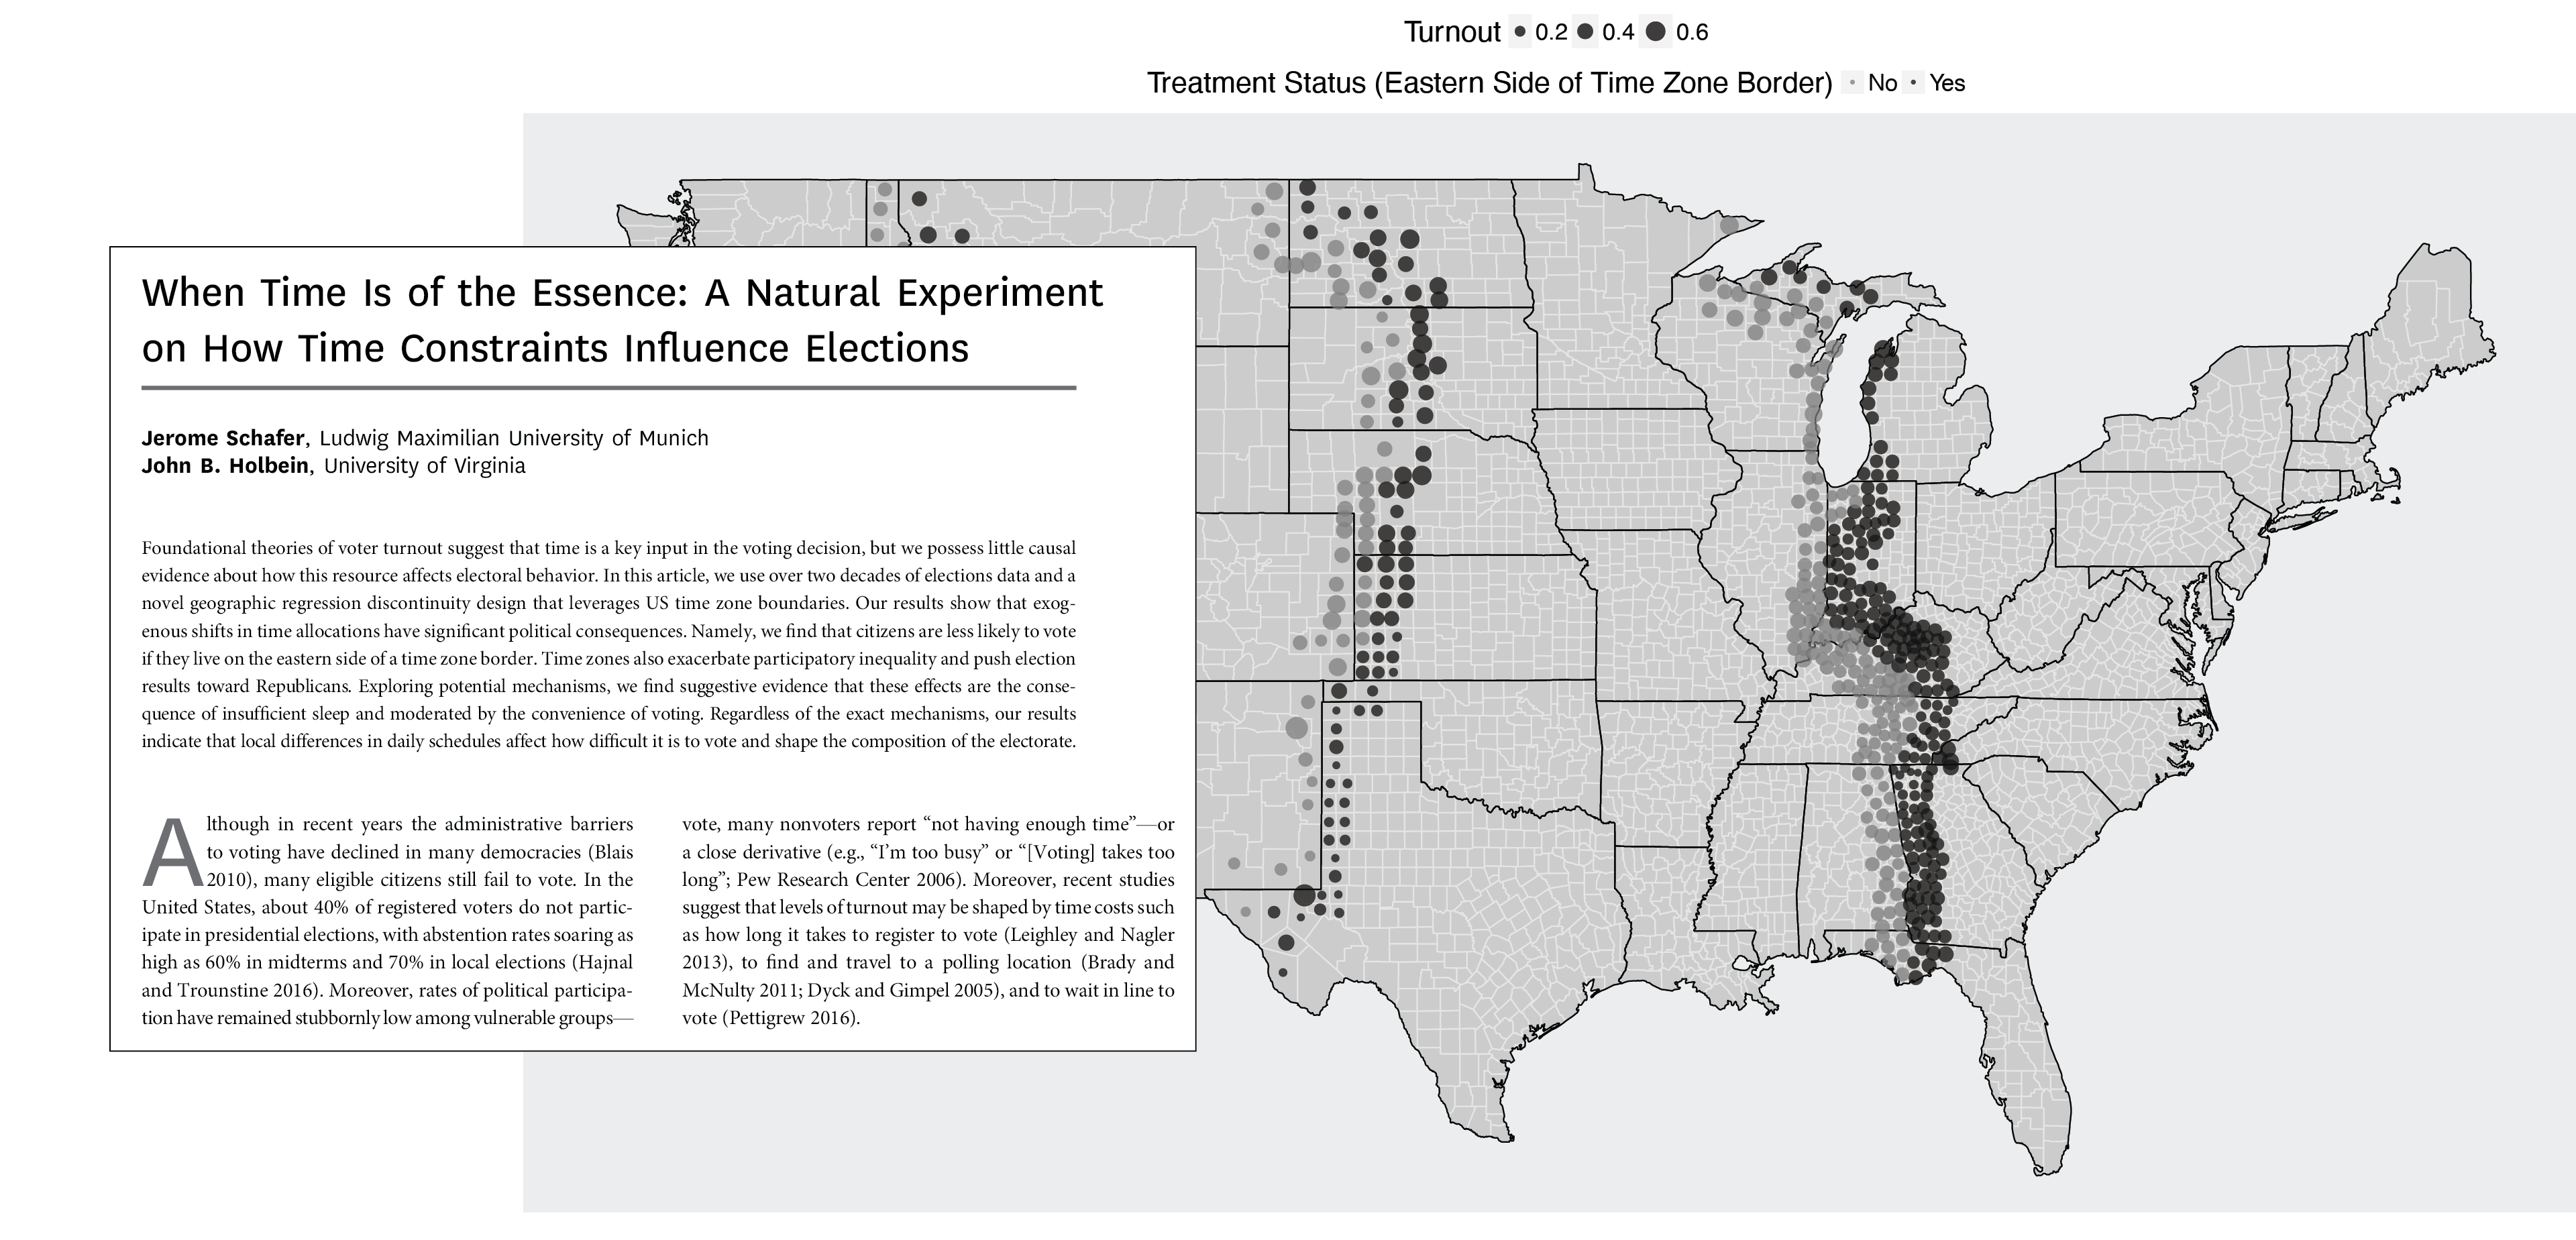 Turnout 0.2 0.4 0.6
Treatment Status (Eastern Side of Time Zone Border) No Yes
When Time Is of the Essence: A Natural Experiment
on How Time Constraints Influence Elections
Jerome Schafer, Ludwig Maximilian University of Munich
John B. Holbein, University of Virginia
Foundational theories of voter turnout suggest that time is a key input in the voting decision, but we possess little causal
evidence about how this resource affects electoral behavior. In this article, we use over two decades of elections data and a
novel geographic regression discontinuity design that leverages US time zone boundaries. Our results show that exog-
enous shifts in time allocations have significant political consequences. Namely, we find that citizens are less likely to vote
if they live on the eastern side of a time zone border. Time zones also exacerbate participatory inequality and push election
results toward Republicans. Exploring potential mechanisms, we find suggestive evidence that these effects are the conse-
quence of insufficient sleep and moderated by the convenience of voting. Regardless of the exact mechanisms, our results
indicate that local differences in daily schedules affect how difficult it is to vote and shape the composition of the electorate.
Although in recent years the administrative barriers
to voting have declined in many democracies (Blais
2010), many eligible citizens still fail to vote. In the
United States, about 40% of registered voters do not partic-
ipate in presidential elections, with abstention rates soaring as
high as 60% in midterms and 70% in local elections (Hajnal
and Trounstine 2016). Moreover, rates of political participa-
tion have remained stubbornly low among vulnerable groups—
vote, many nonvoters report “not having enough time”—or
a close derivative (e.g., “I’m too busy” or “[Voting] takes too
long”; Pew Research Center 2006). Moreover, recent studies
suggest that levels of turnout may be shaped by time costs such
as how long it takes to register to vote (Leighley and Nagler
2013), to find and travel to a polling location (Brady and
McNulty 2011; Dyck and Gimpel 2005), and to wait in line to
vote (Pettigrew 2016).